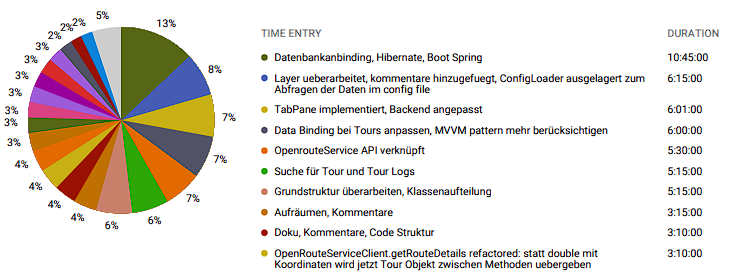 5%
13%
8%
7%
7%
7%
6%
6%
4%
4%
4%
4%
3%
3%
3%
3%
3%
3%
2%
2%
2%
TIME ENTRY DURATION
Datenbankanbinding, Hibernate, Boot Spring 10:45:00
Layer ueberarbeitet, kommentare hinzugefuegt, ConfigLoader ausgelagert zum 6:15:00
Abfragen der Daten im config file
TabPane implementiert, Backend angepasst 6:01:00
Data Binding bei Tours anpassen, MVVM pattern mehr berücksichtigen 6:00:00
OpenrouteService API verknüpft 5:30:00
Suche für Tour und Tour Logs 5:15:00
Grundstruktur überarbeiten, Klassenaufteilung 5:15:00
Aufräumen, Kommentare 3:15:00
Doku, Kommentare, Code Struktur 3:10:00
OpenRouteServiceClient.getRouteDetails refactored: statt double mit 3:10:00
Koordinaten wird jetzt Tour Objekt zwischen Methoden uebergeben